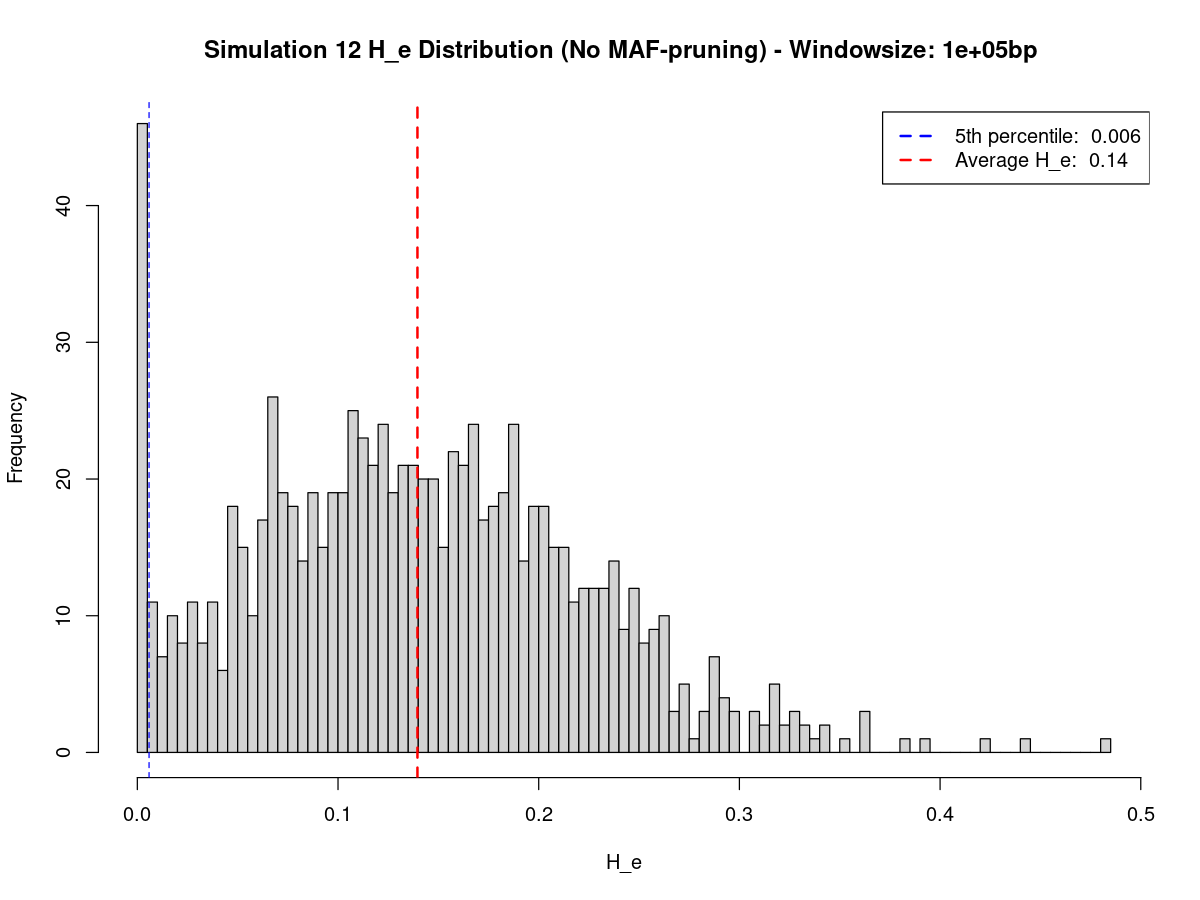 Simulation 12 H_e Distribution (No MAF-pruning) - Windowsize: 1e+05bp
5th percentile: 0.006
Average H_e: 0.14
Frequency
40
30
20
10
0
0.0 0.1 0.2 0.3 0.4 0.5
H_e